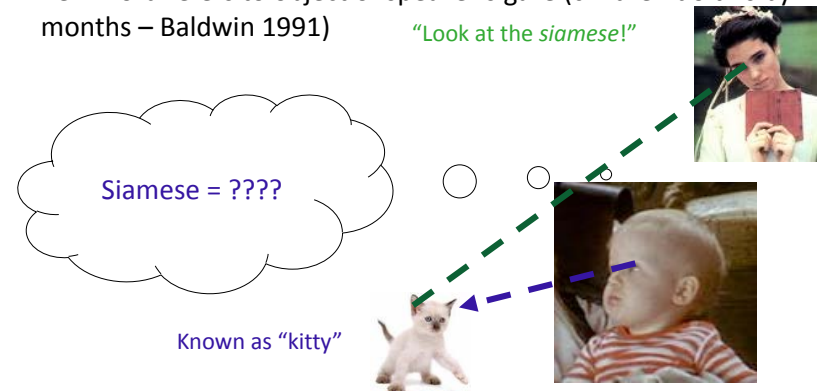 months – Baldwin 1991)
"Look at the siamese!"
Siamese = ????
Known as "kitty"